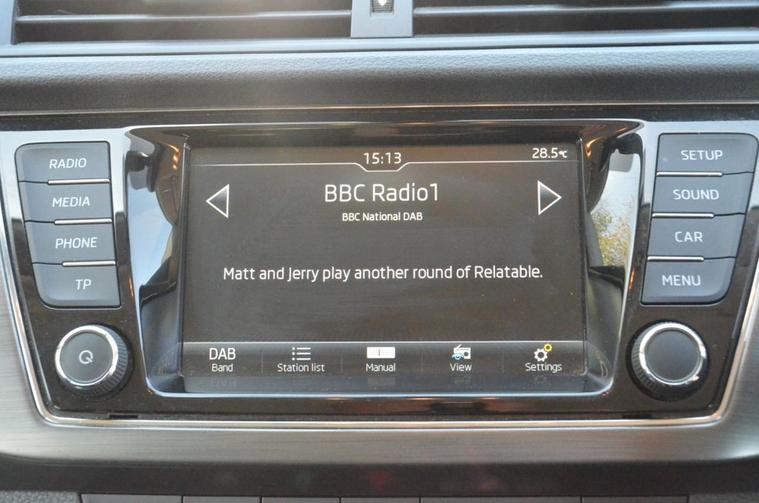 RADIO
MEDIA
PHONE
TP
15:13
28.5°C
BBC Radio1
BBC National DAB
Matt and Jerry play another round of Relatable.
DAB
Band
Station list
Manual
View
Settings
SETUP
SOUND
CAR
MENU